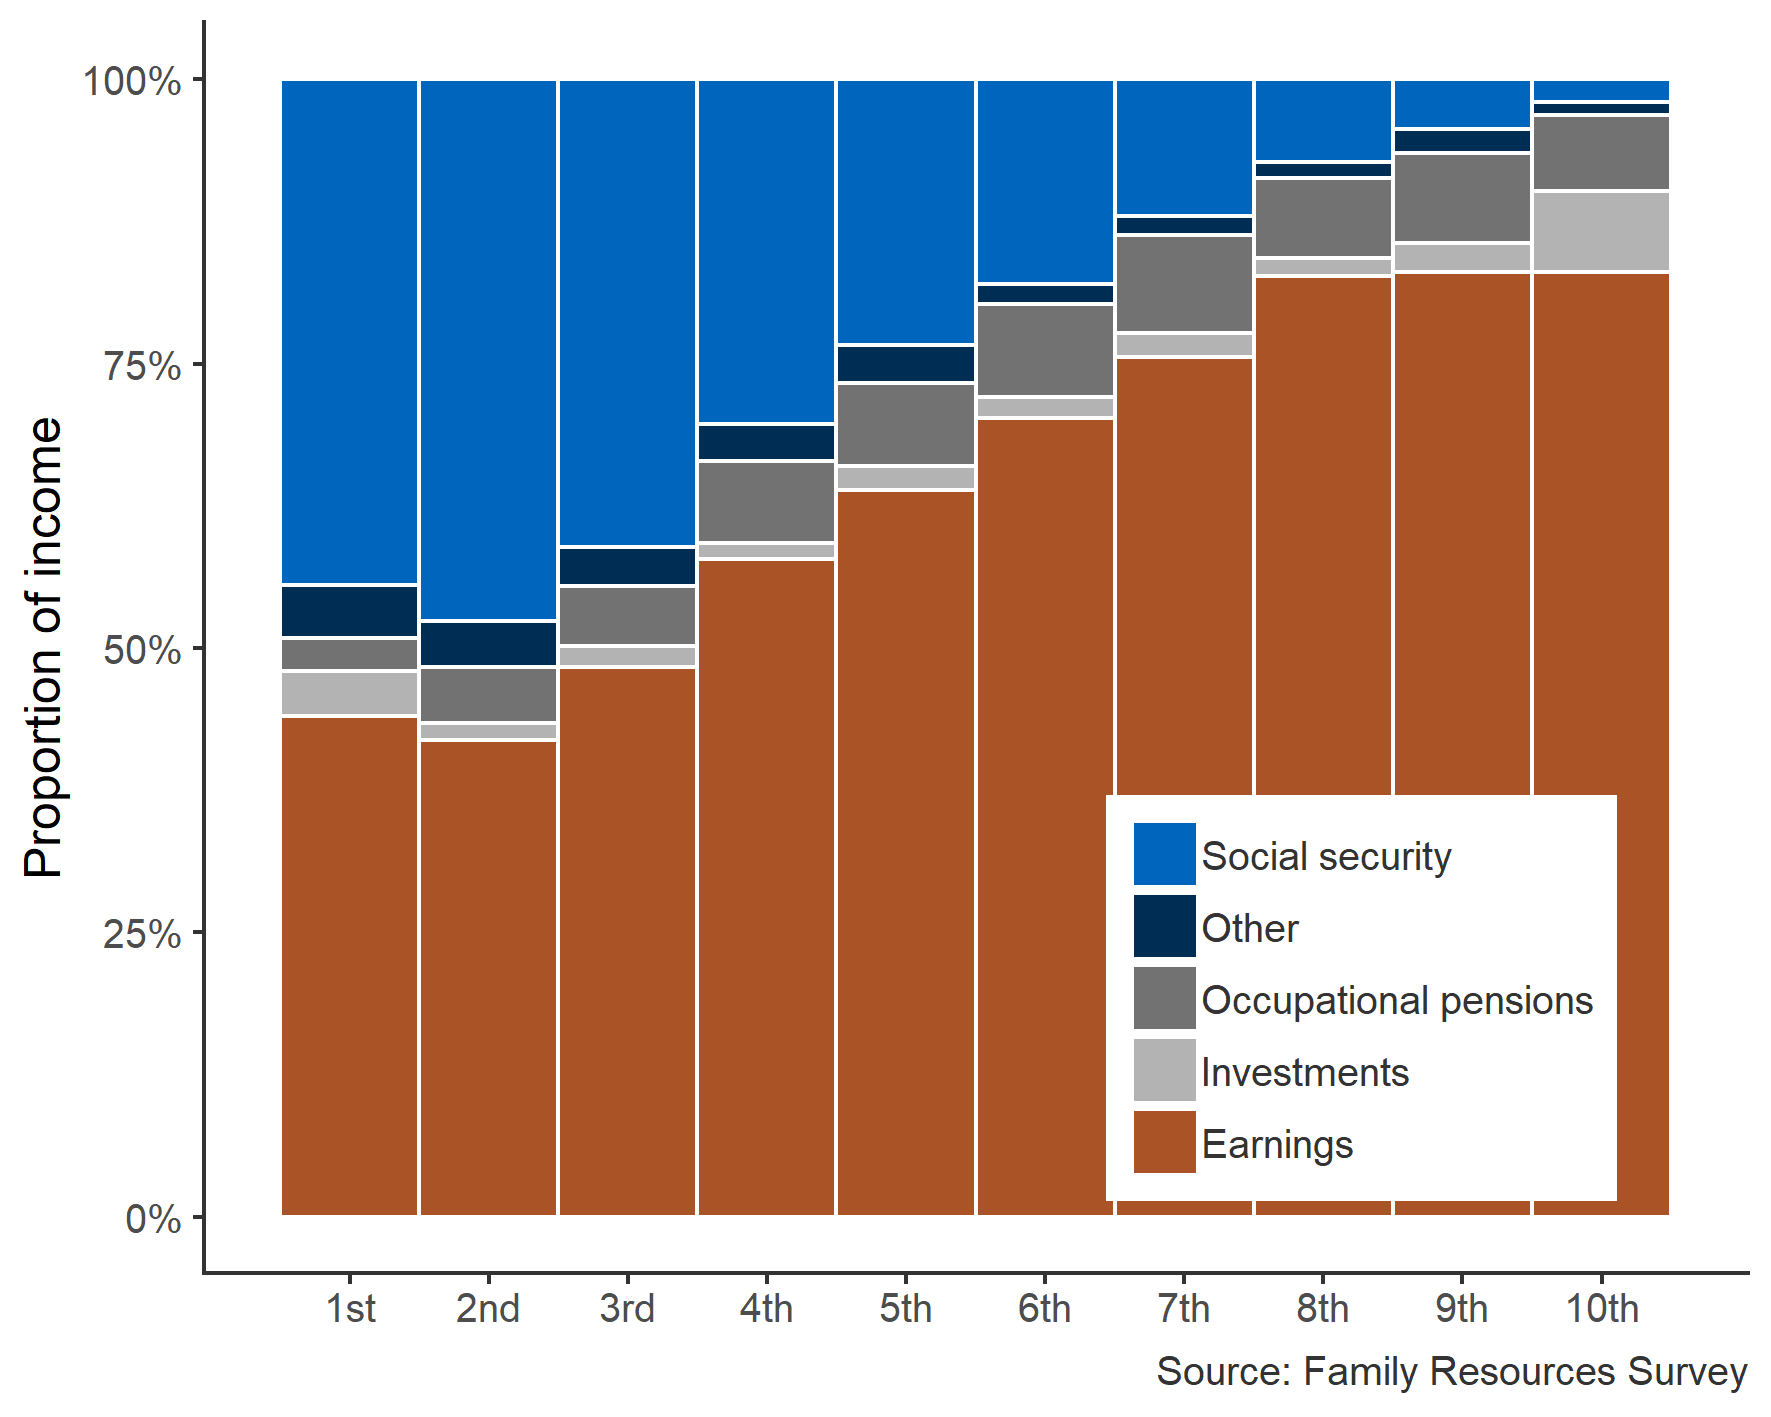 100%
75%
50%
25%
0%
Proportion of income
Social security
Other
Occupational pensions
Investments
Earnings
1st 2nd 3rd 4th 5th 6th 7th 8th 9th 10th
Source: Family Resources Survey